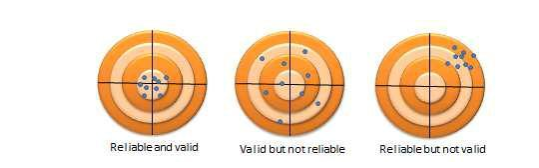 Reliable and valid
Valid but not reliable
Reliable but not valid